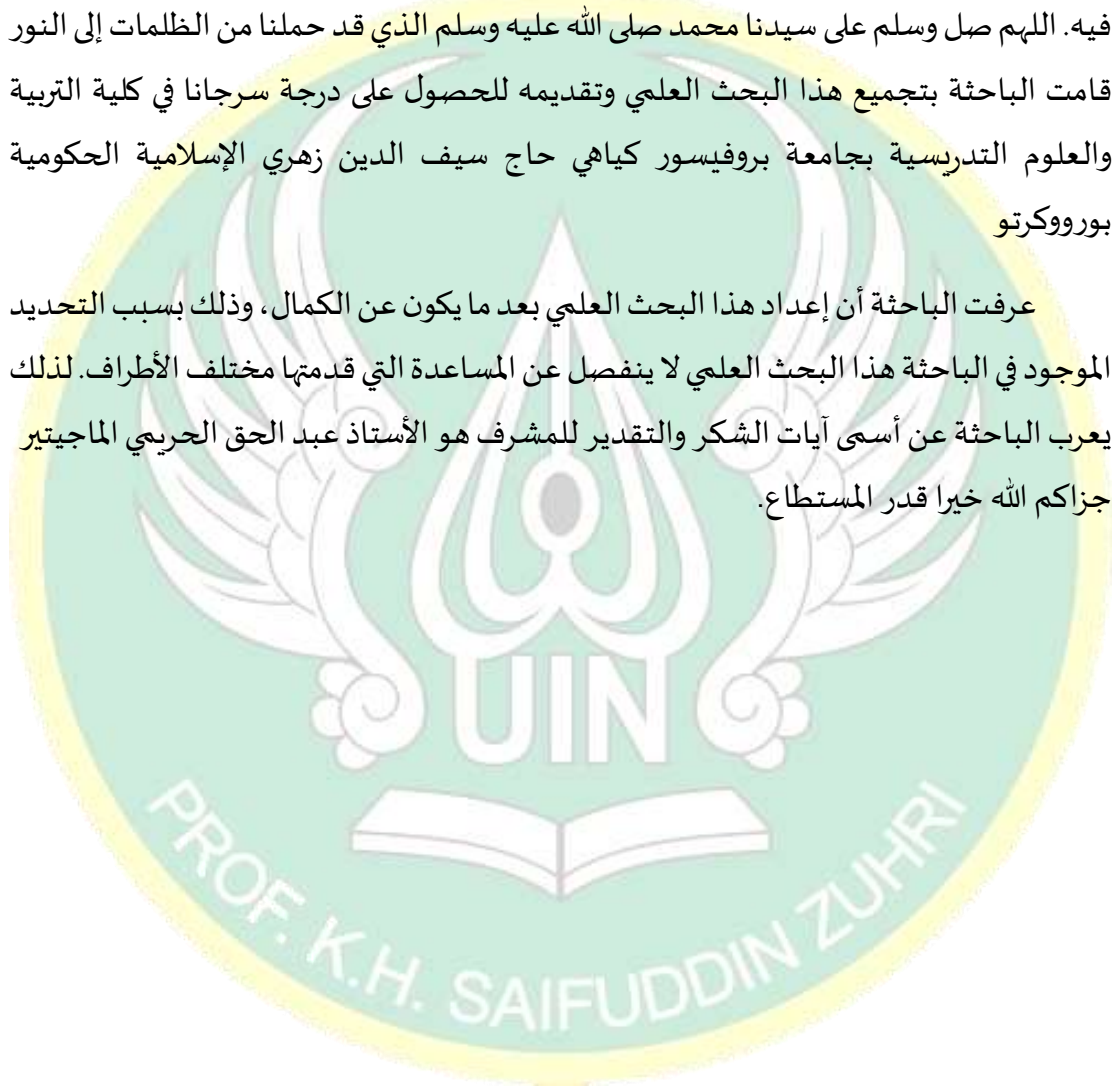 فيه. اللهم صل وسلم على سيدنا محمد صلى الله عليه وسلم الذي قد حملنا من الظلمات إلى النور
قامت الباحثة بتجميع هذا البحث العلمي وتقديمه للحصول على درجة سرجانا في كلية التربية
والعلوم التدريسية بجامعة بروفيسور كياهي حاج سيف الدين زهري الإسلامية الحكومية
بورووكرتو
عرفت الباحثة أن إعداد هذا البحث العلمي بعد ما يكون عن الكمال، وذلك بسبب التحديد
الموجود في الباحثة هذا البحث العلمي لا ينفصل عن المساعدة التي قدمتها مختلف الأطراف. لذلك
يعرب الباحثة عن أسمى آيات الشكر والتقدير للمشرف هو الأستاذ عبد الحق الحريمي الماجيتير
جزاكم الله خيرا قدر المستطاع.
UIN
PROF. K.H. SAIFUDDIN ZUHRI